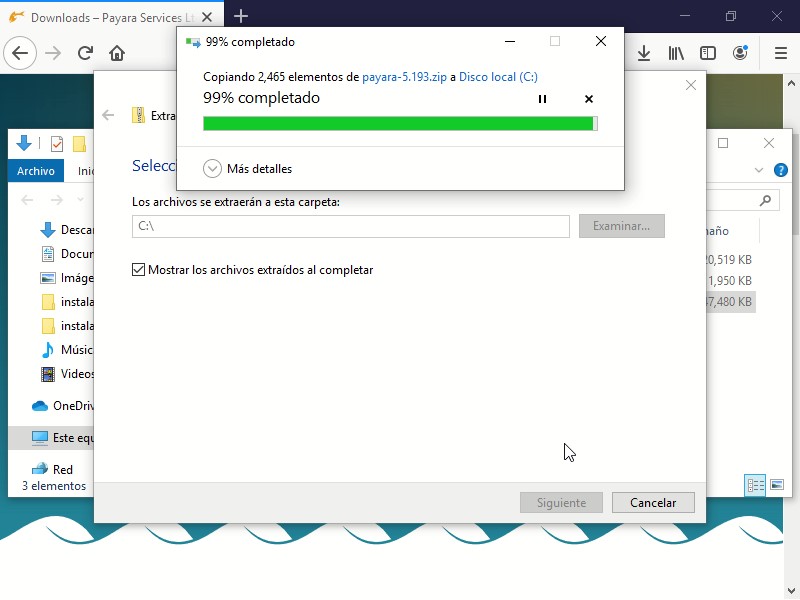 Downloads – Payara Services Lt
99% completado
Copiando 2,465 elementos de payara-5.193.zip a Disco local (C:)
99% completado
Más detalles
Extra
Selecc
Los archivos se extraerán a esta carpeta:
C:\
Examinar...
Mostrar los archivos extraídos al completar
Siguiente
Cancelar
Archivo
Inic
Descar
Docum
Imáge
instala
instala
Músic
Videos
OneDriv
Este equ
Red
3 elementos
maño
0,519 KB
1,950 KB
47,480 KB